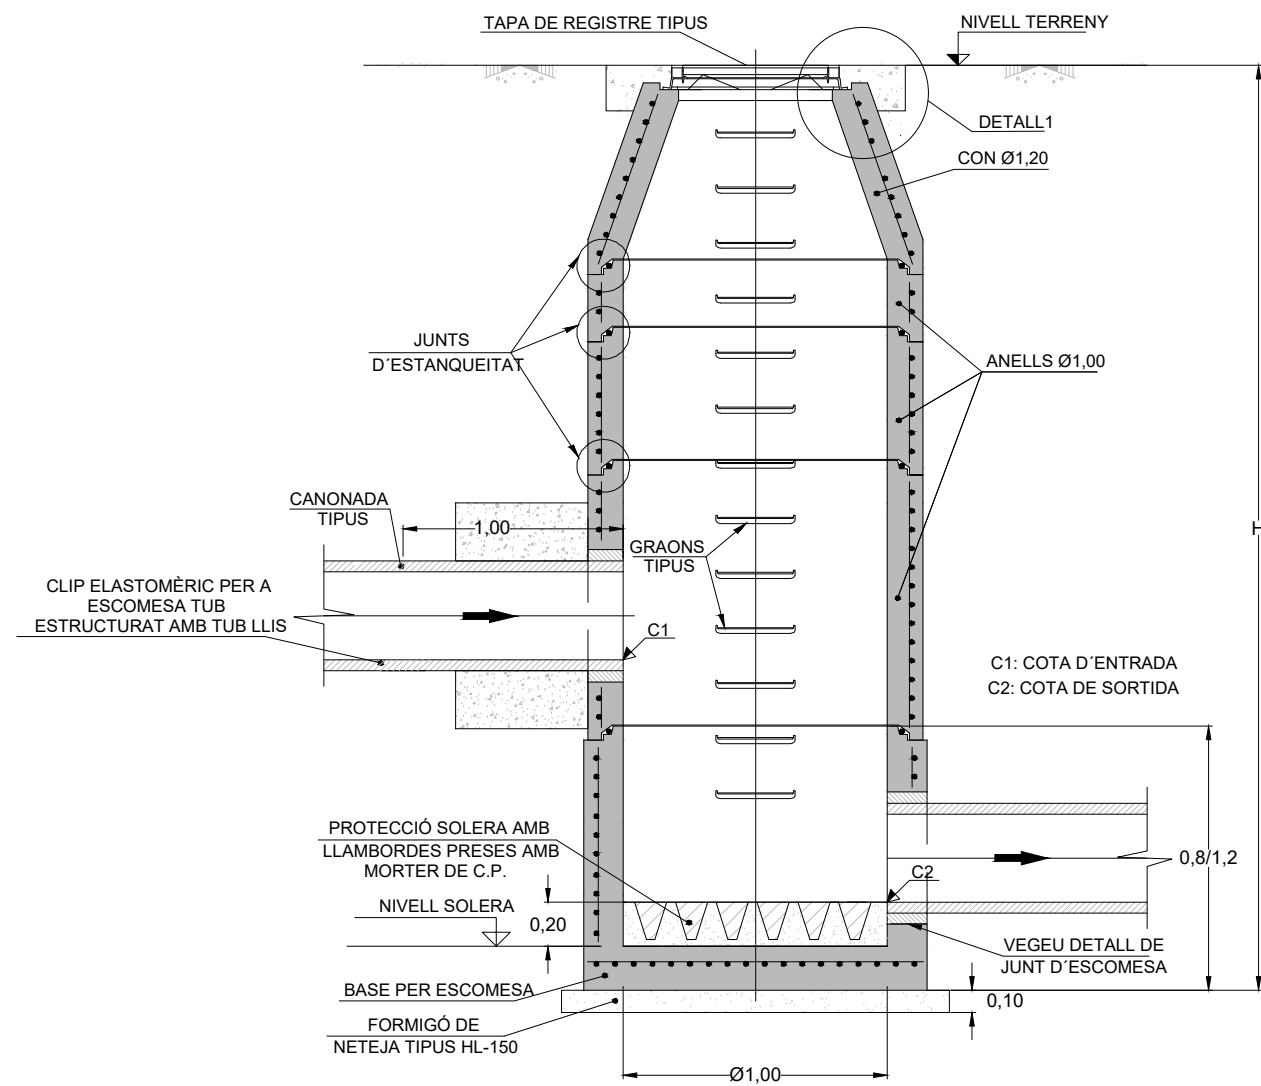 TAPA DE REGISTRE TIPUS
NIVELL TERRENY
DETALL1
CON Ø1,20
JUNTS
D´ESTANQUEITAT
ANELLS Ø1,00
CANONADA
TIPUS
1,00
GRAONS
TIPUS
H
CLIP ELASTOMÈRIC PER A
ESCOMESA TUB
ESTRUCTURAT AMB TUB LLIS
C1
C1: COTA D´ENTRADA
C2: COTA DE SORTIDA
PROTECCIÓ SOLERA AMB
LLAMBORDES PRESES AMB
MORTER DE C.P.
0,8/1,2
C2
NIVELL SOLERA
0,20
VEGEU DETALL DE
JUNT D´ESCOMESA
BASE PER ESCOMESA
0,10
FORMIGÓ DE
NETEJA TIPUS HL-150
Ø1,00